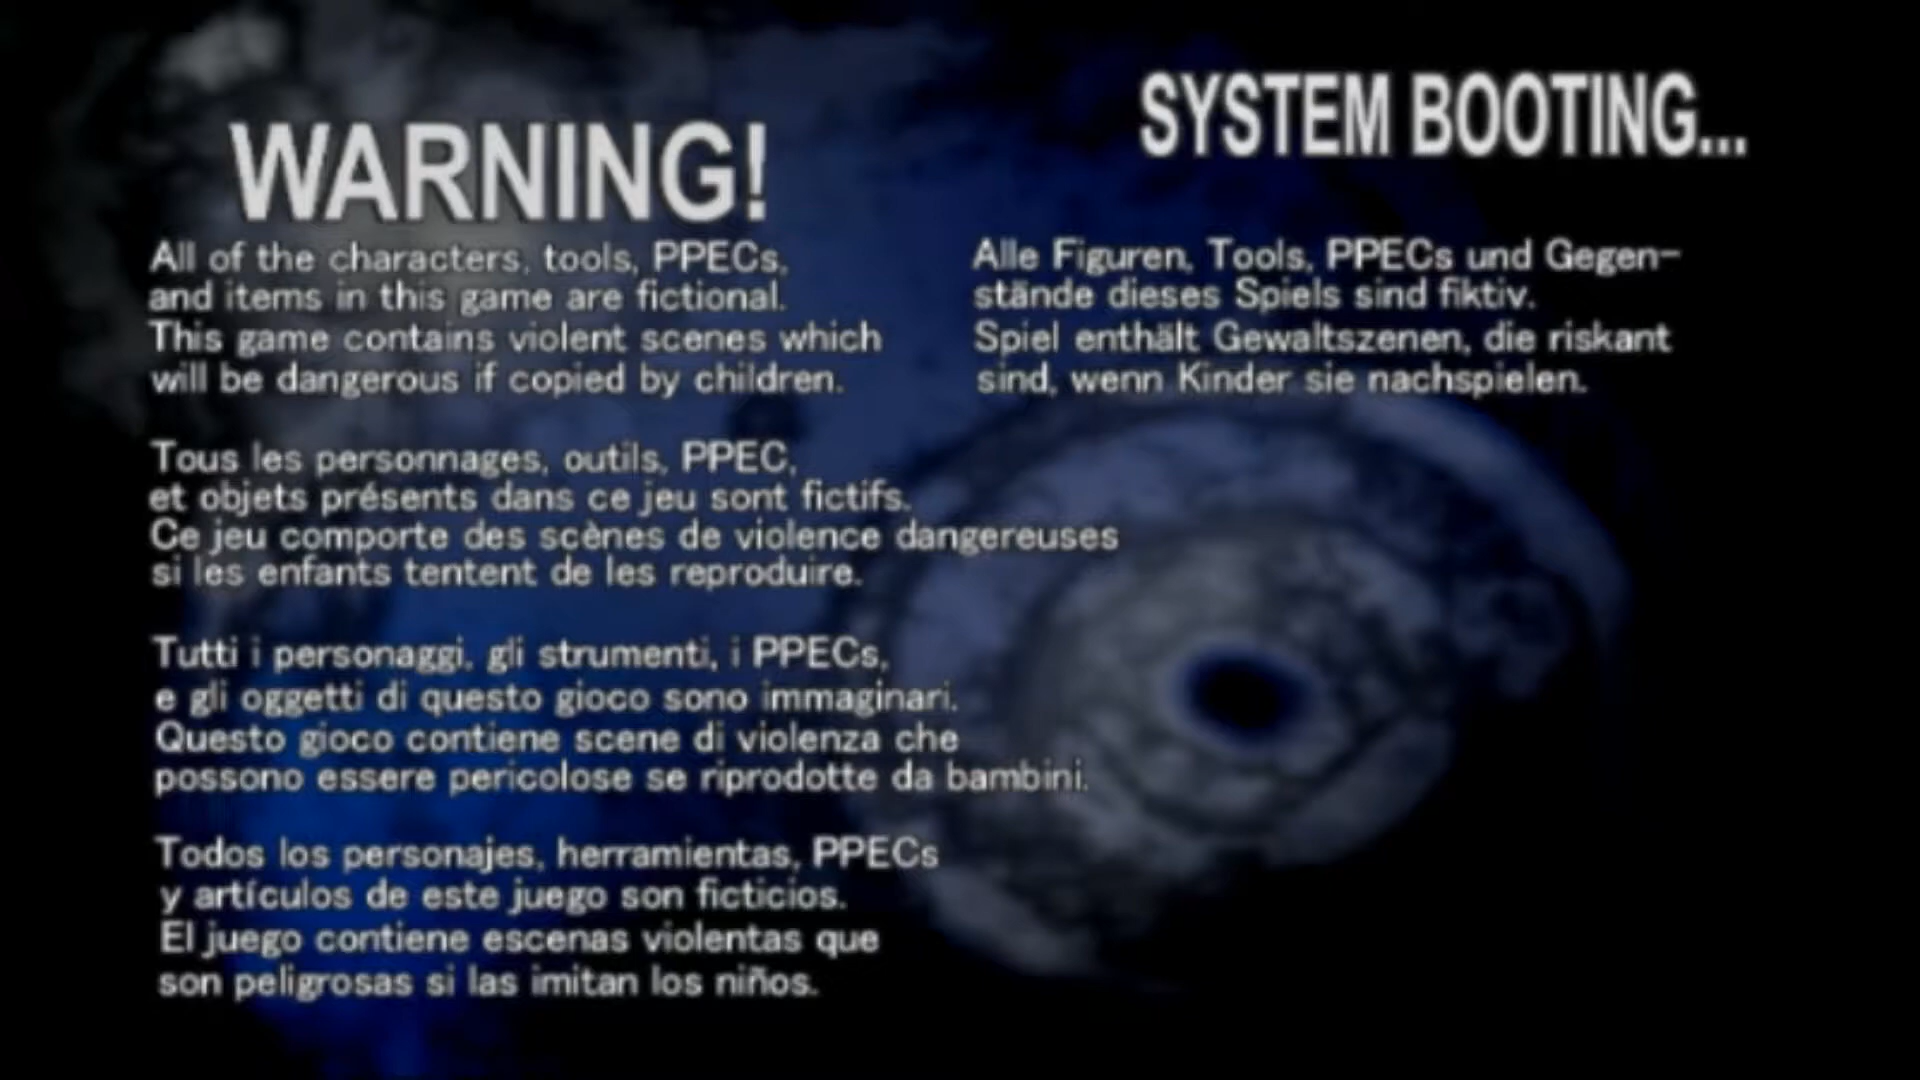 WARNING!
All of the characters, tools, PPECs,
and items in this game are fictional.
This game contains violent scenes which
will be dangerous if copied by children.
Tous les personnages, outils, PPEC,
et objets présents dans ce jeu sont fictifs.
Ce jeu comporte des scènes de violence dangereuses
si les enfants tentent de les reproduire.
Tutti i personaggi, gli strumenti, i PPECs,
e gli oggetti di questo gioco sono immaginari.
Questo gioco contiene scene di violenza che
possono essere pericolose se riprodotte da bambini.
Todos los personajes, herramientas, PPECs
y artículos de este juego son ficticios.
El juego contiene escenas violentas que
son peligrosas si las imitan los niños.
SYSTEM BOOTING...
Alle Figuren, Tools, PPECs und Gegen-
stände dieses Spiels sind fiktiv.
Spiel enthält Gewaltszenen, die riskant
sind, wenn Kinder sie nachspielen.